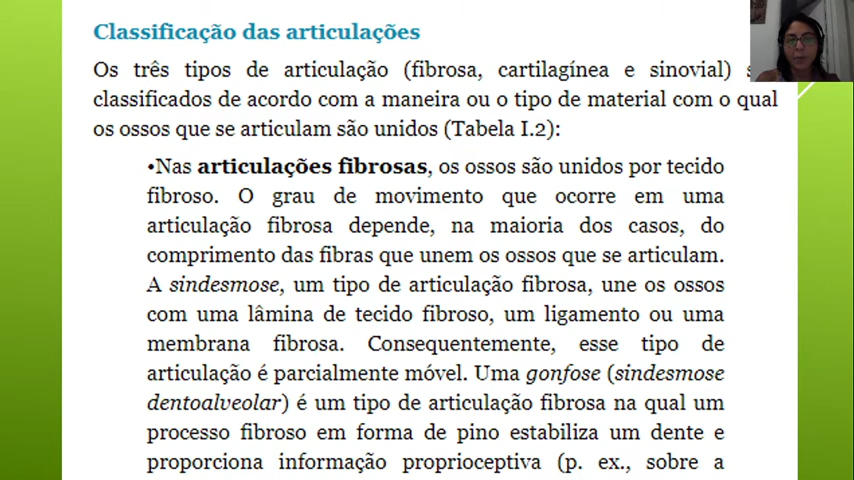 Classificação das articulações
Os três tipos de articulação (fibrosa, cartilagínea e sinovial)
classificados de acordo com a maneira ou o tipo de material com o qual
os ossos que se articulam são unidos (Tabela I.2):
•Nas articulações fibrosas, os ossos são unidos por tecido
fibroso. O grau de movimento que ocorre em uma
articulação fibrosa depende, na maioria dos casos, do
comprimento das fibras que unem os ossos que se articulam.
A sindesmose, um tipo de articulação fibrosa, une os ossos
com uma lâmina de tecido fibroso, um ligamento ou uma
membrana fibrosa. Consequentemente, esse tipo de
articulação é parcialmente móvel. Uma gonfose (sindesmose
dentoalveolar) é um tipo de articulação fibrosa na qual um
processo fibroso em forma de pino estabiliza um dente e
proporciona informação proprioceptiva (p. ex., sobre a